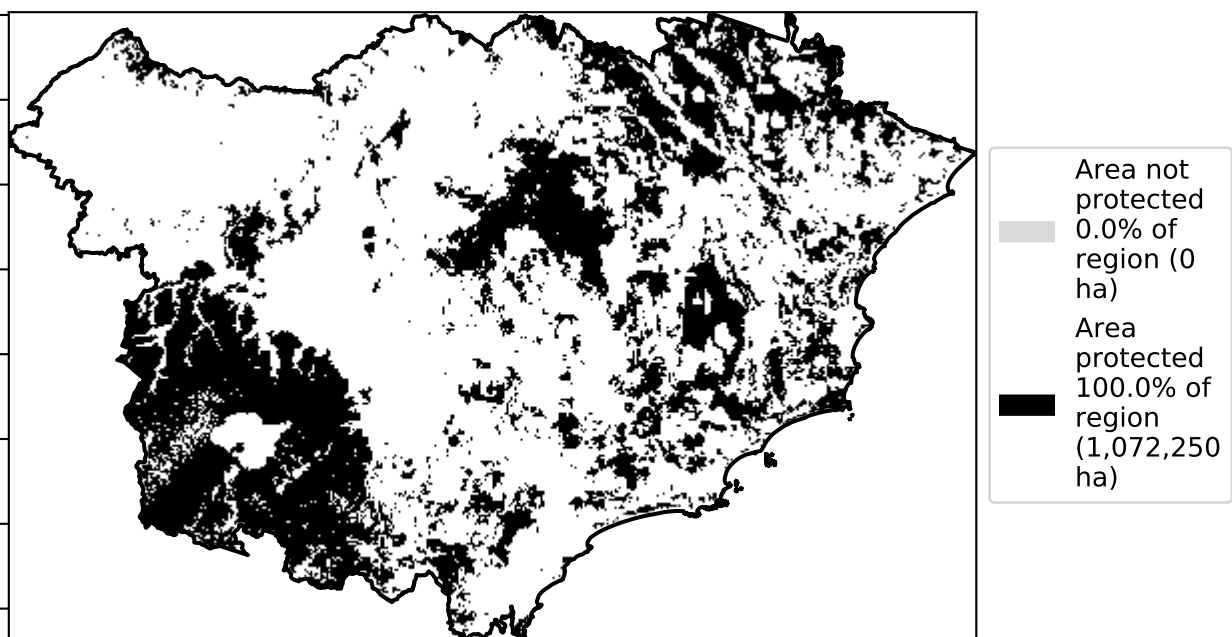 Area not
protected
0.0% of
region (0
ha)
Area
protected
100.0% of
region
(1,072,250
ha)